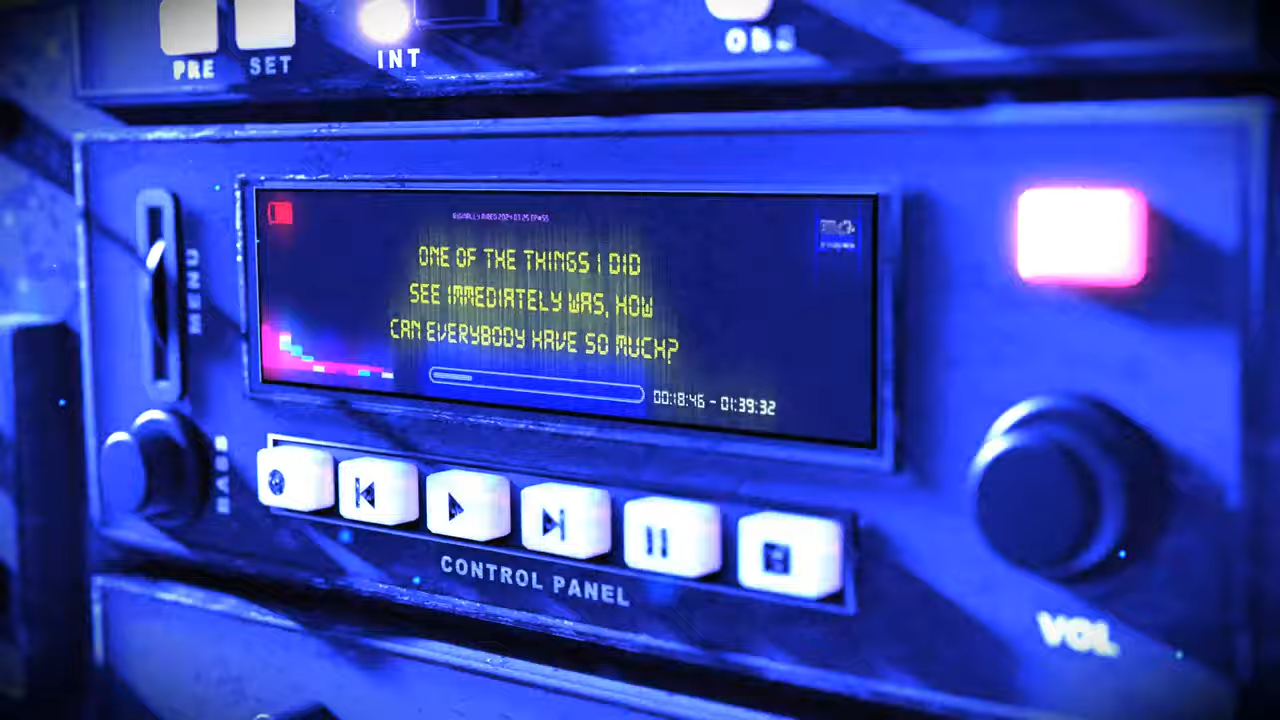 PRE
SET
INT
OBS
MENU
BASS
ONE OF THE THINGS I DID
SEE IMMEDIATELY WAS, HOW
CAN EVERYBODY HAVE SO MUCH?
00:18:46 - 01:39:32
CONTROL PANEL
VOL